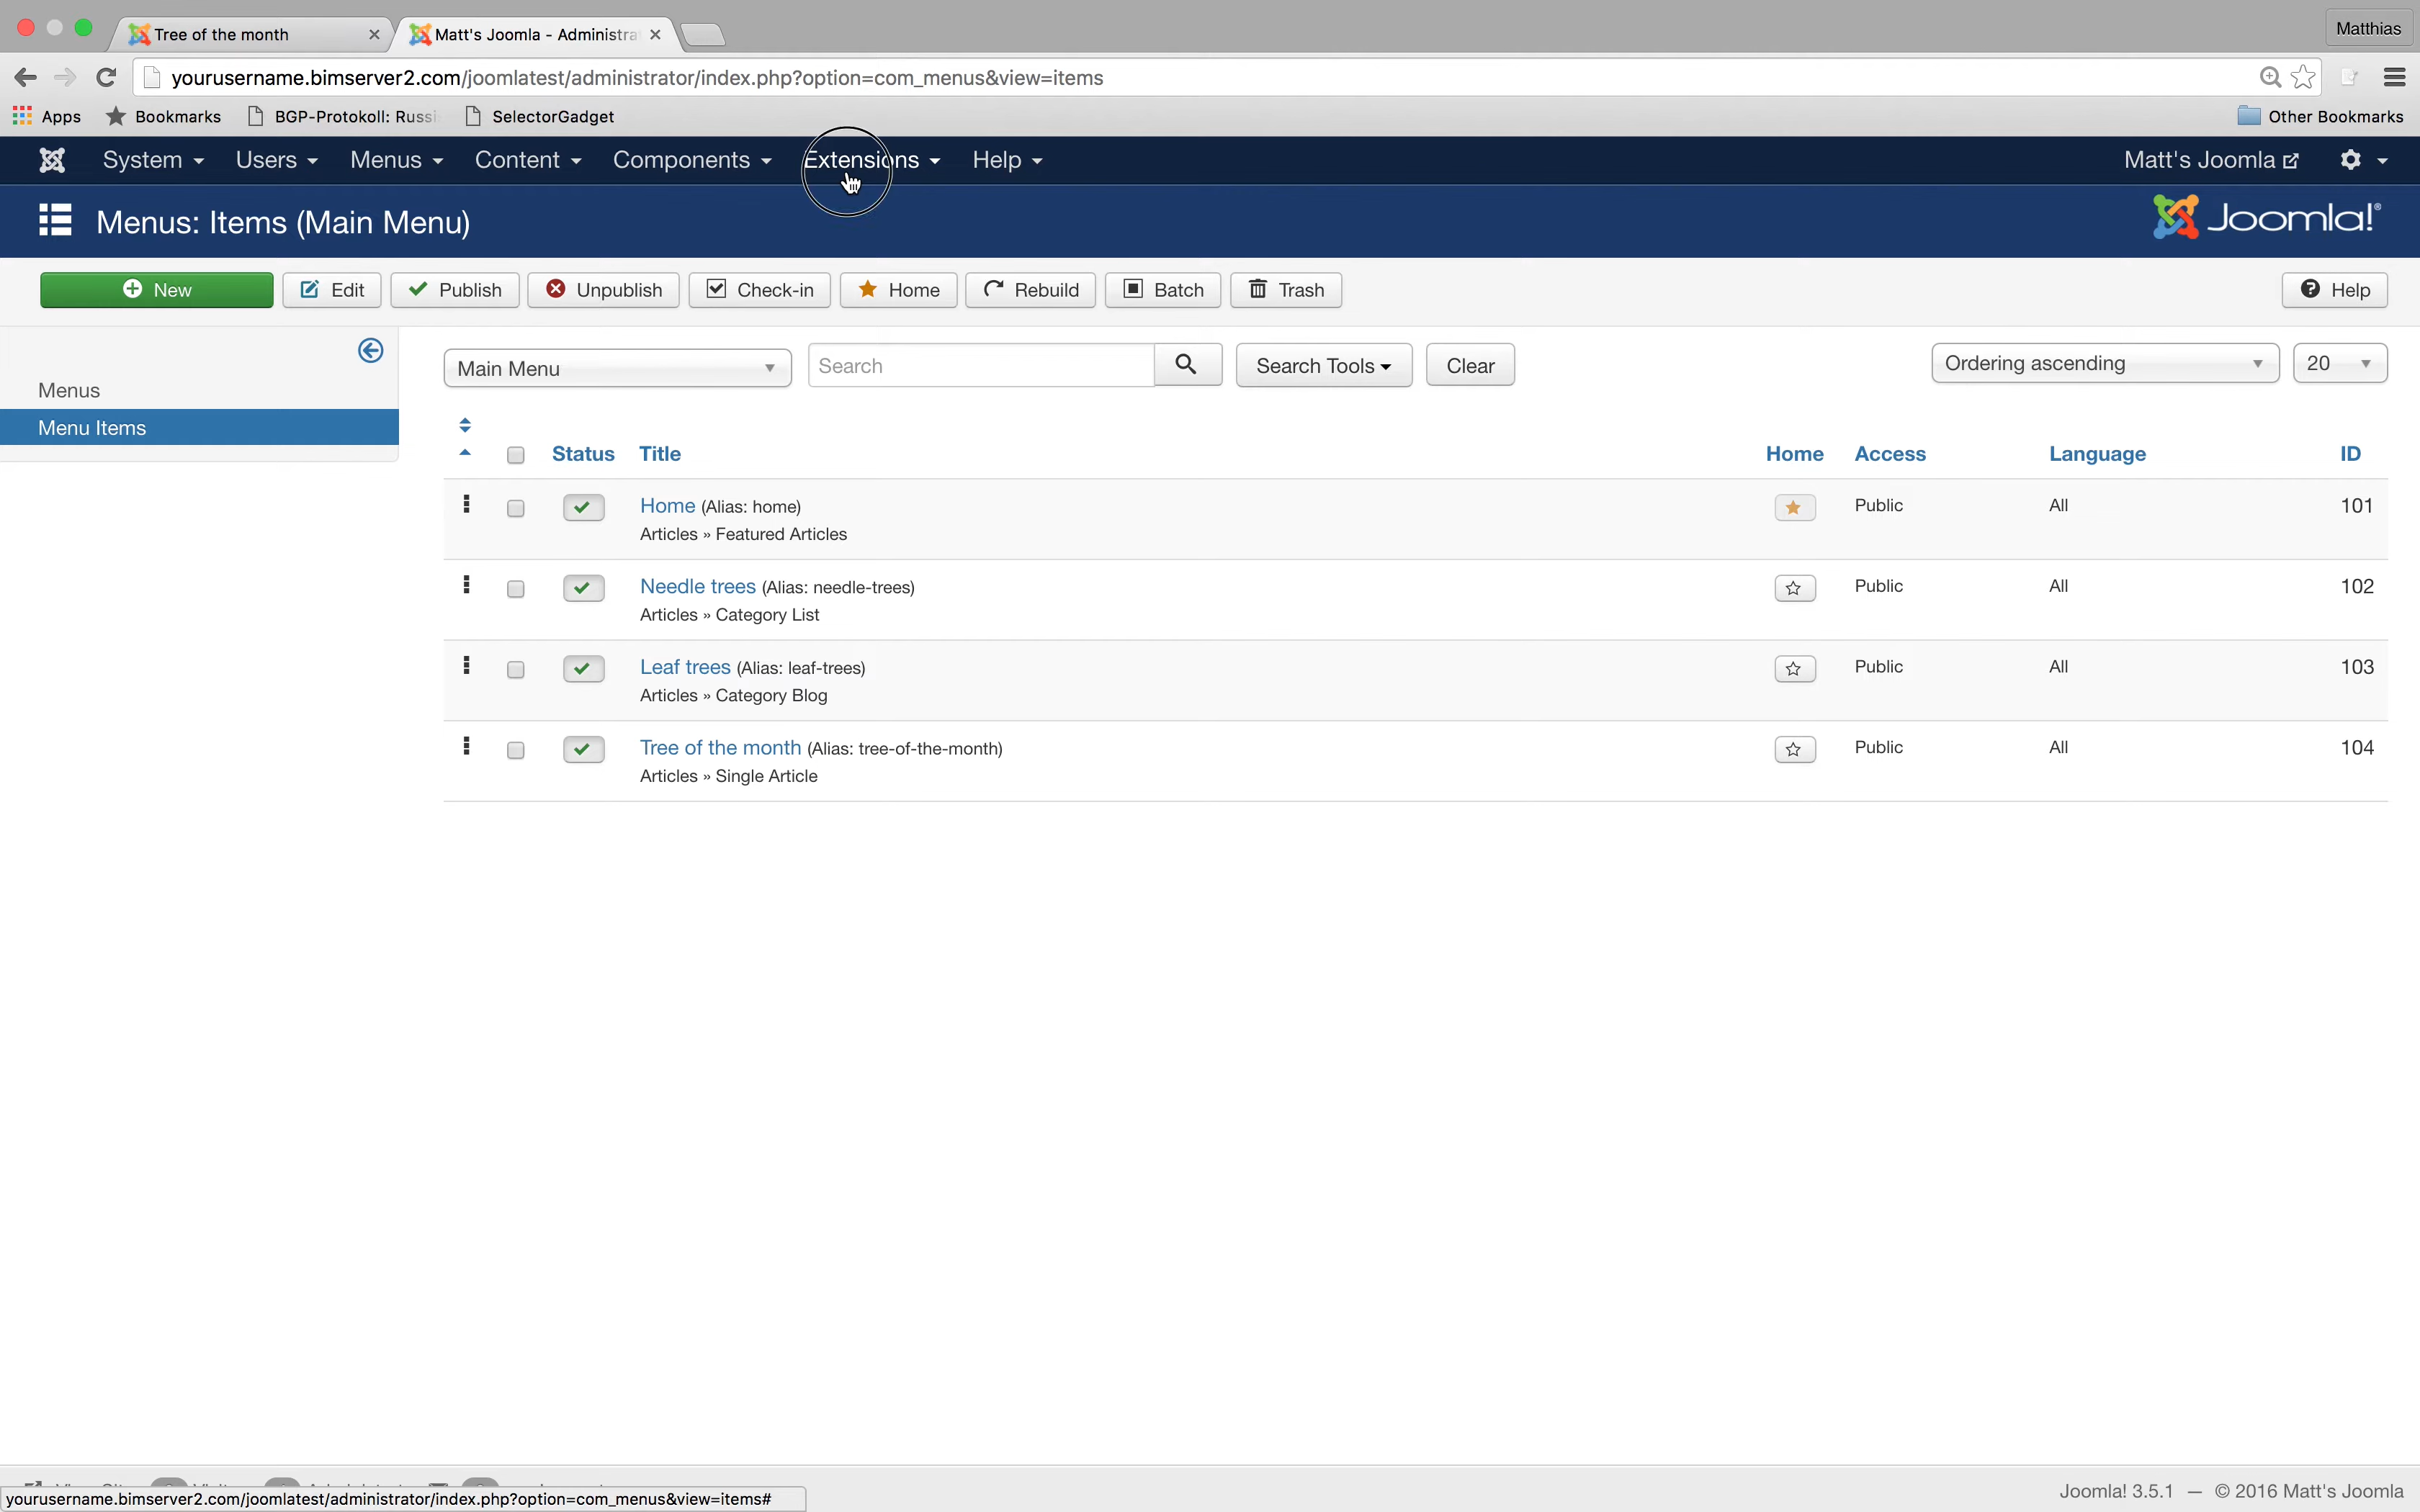 Tree of the month
Matt's Joomla - Administra
Matthias
yourusername.bimserver2.com/joomlatest/administrator/index.php?option=com_menus&view=items
Apps Bookmarks BGP-Protokoll: Russi SelectorGadget Other Bookmarks
System Users Menus Content Components Extensions Help Matt's Joomla
Menus: Items (Main Menu) Joomla!®
New Edit Publish Unpublish Check-in Home Rebuild Batch Trash Help
Main Menu Search Search Tools Clear Ordering ascending 20
Menus
Menu Items
Status Title Home Access Language ID
Home (Alias: home) Public All 101
Articles » Featured Articles
Needle trees (Alias: needle-trees) Public All 102
Articles » Category List
Leaf trees (Alias: leaf-trees) Public All 103
Articles » Category Blog
Tree of the month (Alias: tree-of-the-month) Public All 104
Articles » Single Article
yourusername.bimserver2.com/joomlatest/administrator/index.php?option=com_menus&view=items#
Joomla! 3.5.1 — © 2016 Matt's Joomla